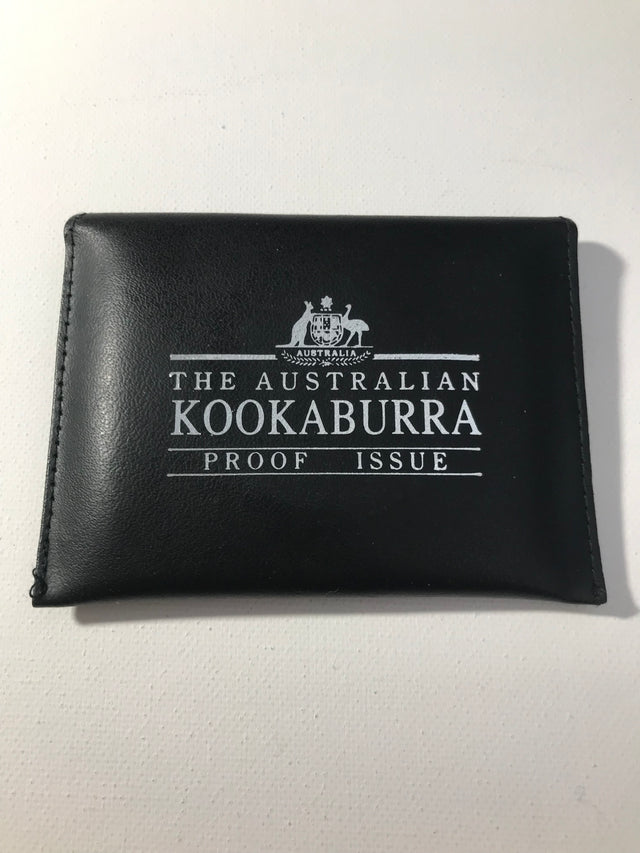 AUSTRALIA
THE AUSTRALIAN
KOOKABURRA
PROOF ISSUE